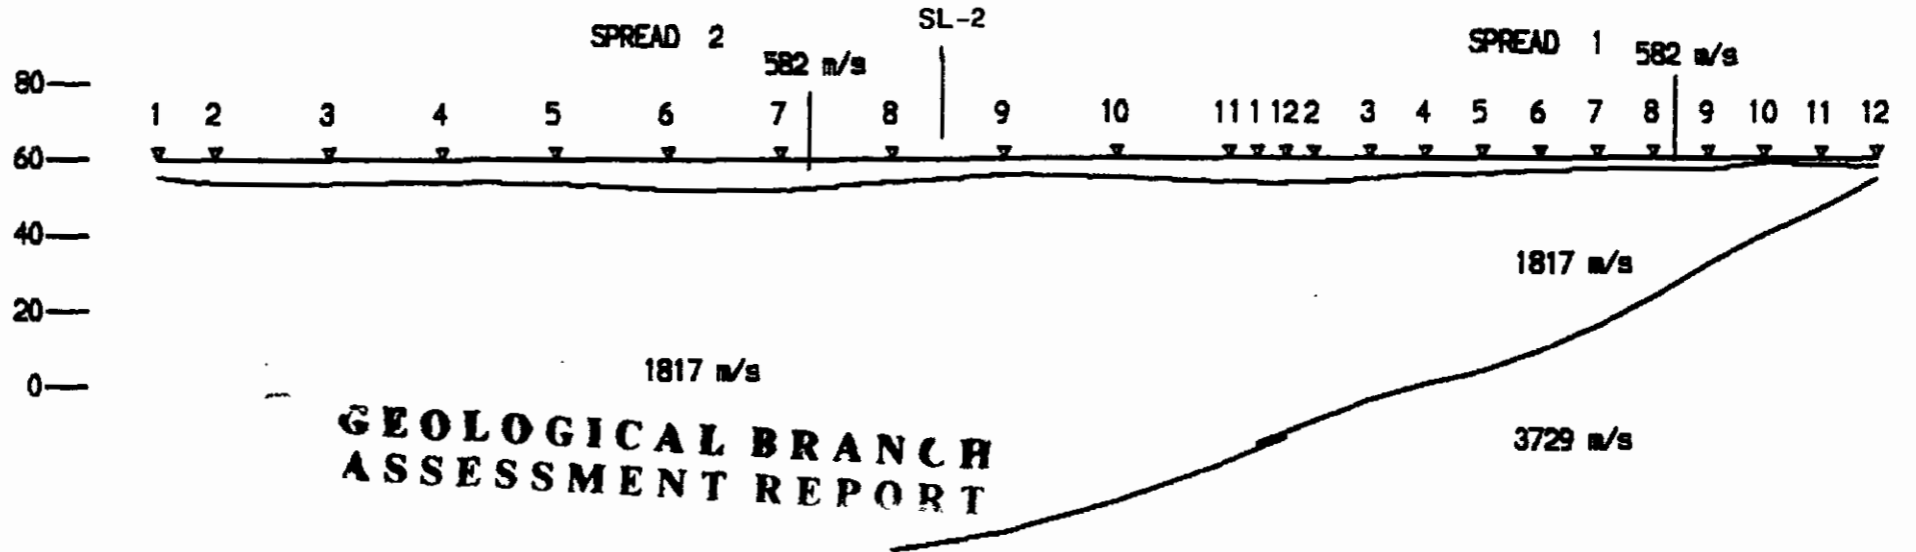 SL-2
SPREAD 2
SPREAD 1
582 m/s
582 m/s
80
1 2 3 4 5 6 7 8 9 10 11 1 12 2 3 4 5 6 7 8 9 10 11 12
60
40
1817 m/s
20
1817 m/s
0
GEOLOGICAL BRANCH
3729 m/s
ASSESSMENT REPORT